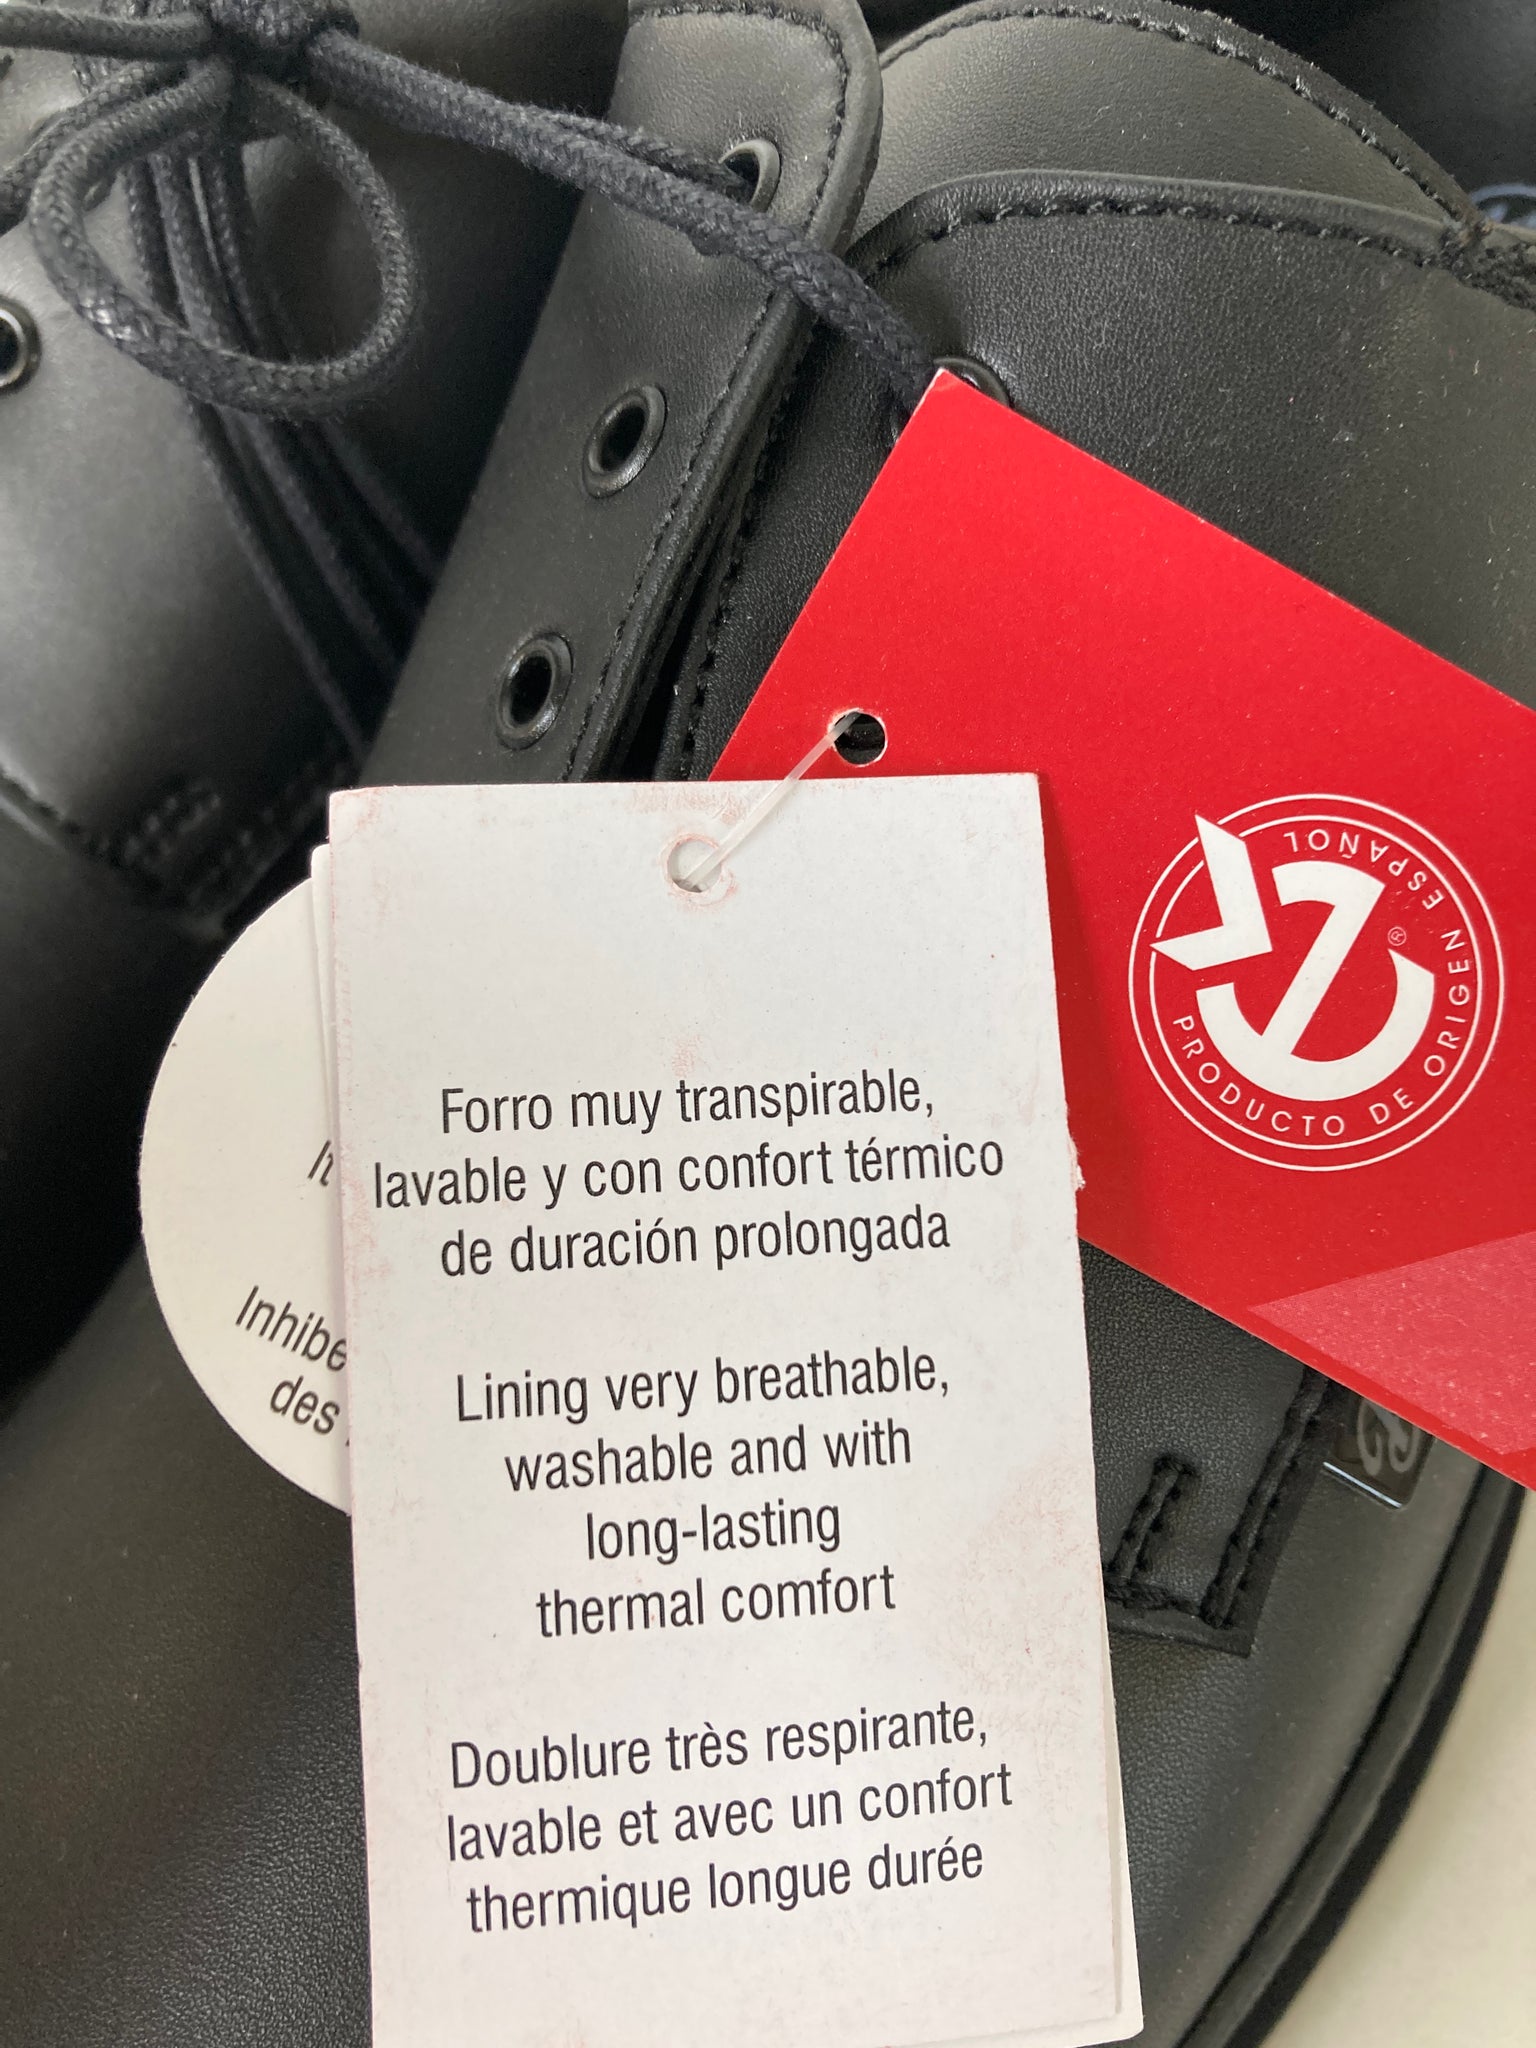 PRODUCTO DE ORIGEN ESPAÑOL
®
Forro muy transpirable,
lavable y con confort térmico
de duración prolongada
Lining very breathable,
washable and with
long-lasting
thermal comfort
Doublure très respirante,
lavable et avec un confort
thermique longue durée
des